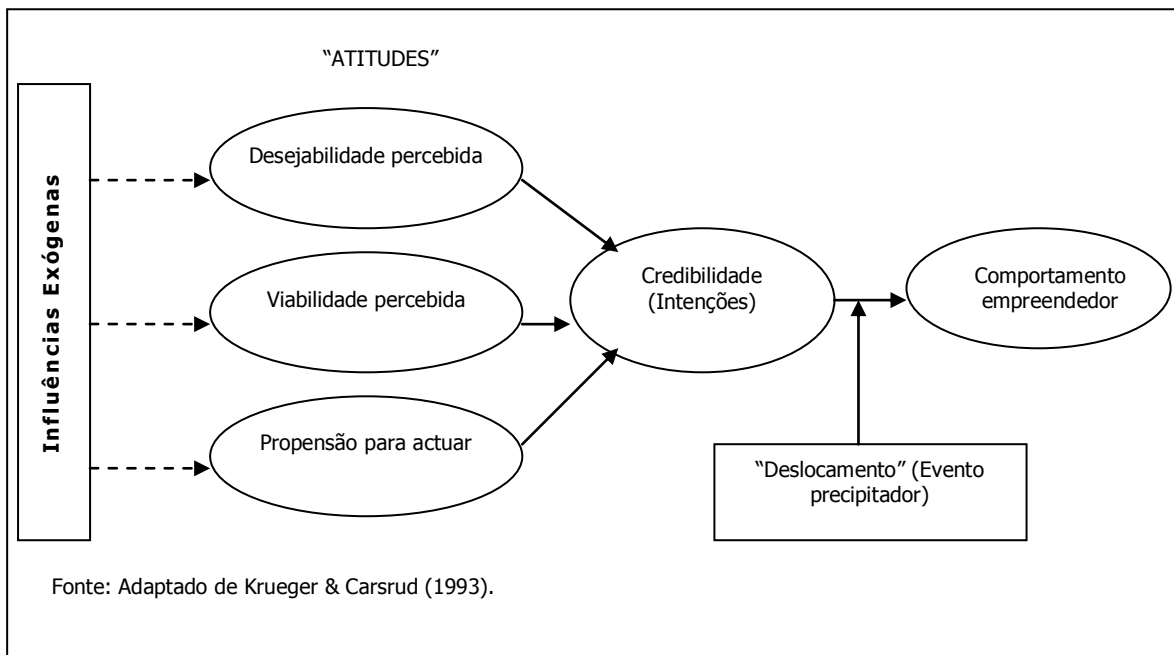 “ATITUDES”
Influências Exógenas
Desejabilidade percebida
Viabilidade percebida
Propensão para actuar
Credibilidade
(Intenções)
Comportamento
empreendedor
“Deslocamento” (Evento
precipitador)
Fonte: Adaptado de Krueger & Carsrud (1993).